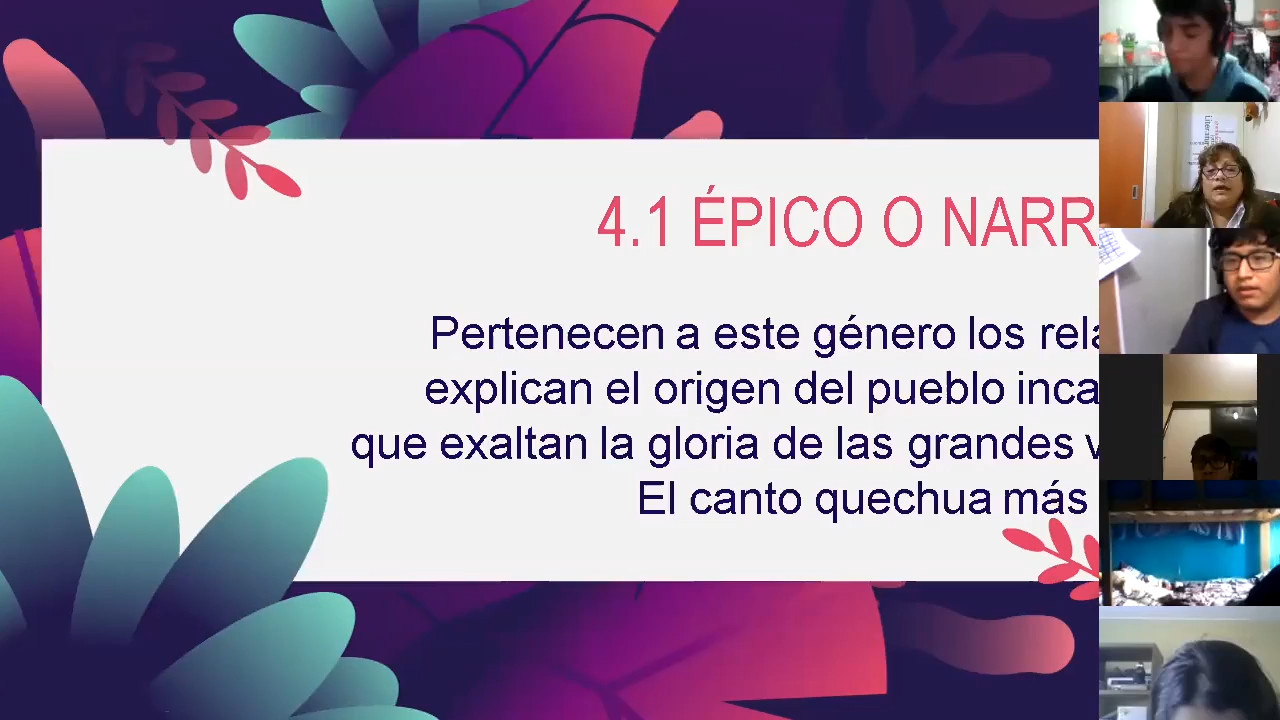 4.1 ÉPICO O NARR
Pertenecen a este género los rela
explican el origen del pueblo inca
que exaltan la gloria de las grandes v
El canto quechua más